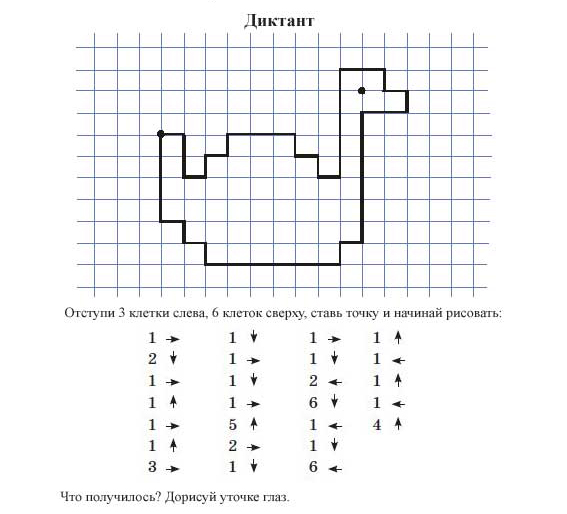 Диктант
Отступи 3 клетки слева, 6 клеток сверху, ставь точку и начинай рисовать:
1 → 1 ↓ 1 → 1 ↑
2 ↓ 1 → 1 ↓ 1 ←
1 → 1 ↓ 2 ← 1 ↑
1 ↑ 1 → 6 ↓ 1 ←
1 → 5 ↑ 1 ← 4 ↑
1 ↑ 2 → 1 ↓
3 → 1 ↓ 6 ←
Что получилось? Дорисуй уточке глаз.